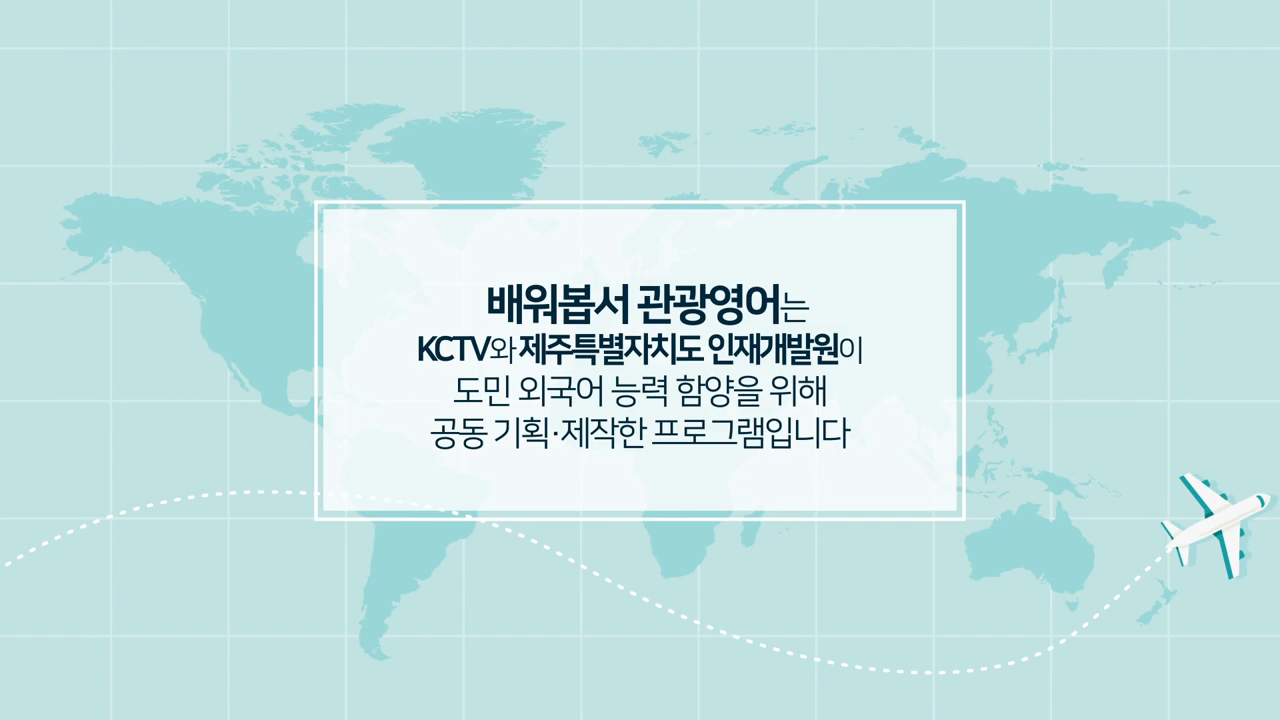 배워봅서 관광영어는
KCTV와 제주특별자치도 인재개발원이
도민 외국어 능력 함양을 위해
공동 기획·제작한 프로그램입니다